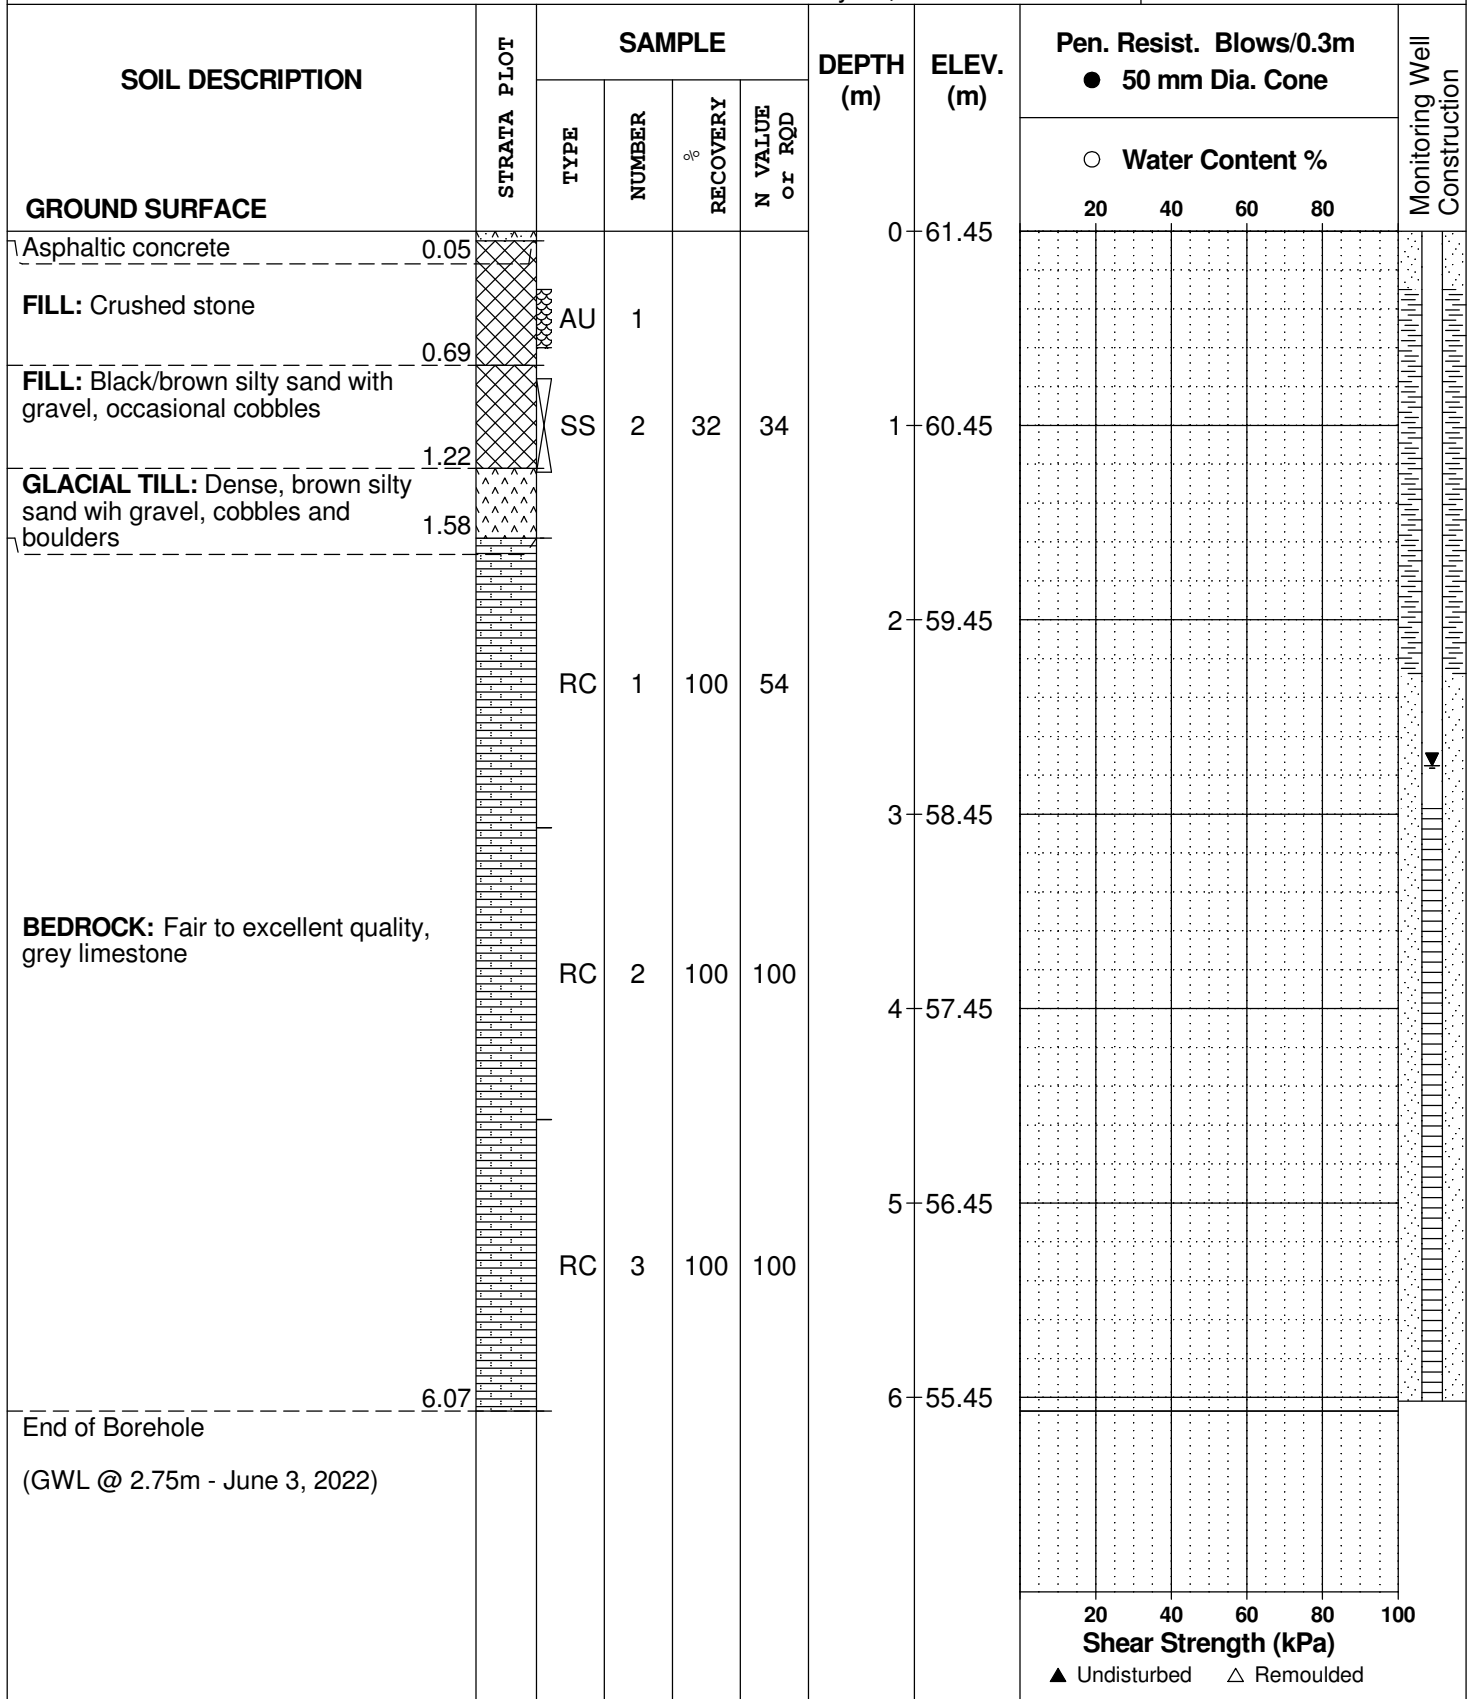 SOIL DESCRIPTION
GROUND SURFACE
STRATA PLOT
SAMPLE
TYPE
NUMBER
%
RECOVERY
N VALUE
or RQD
DEPTH
(m)
ELEV.
(m)
Pen. Resist. Blows/0.3m
● 50 mm Dia. Cone
○ Water Content %
20 40 60 80
Monitoring Well
Construction
0 61.45
Asphaltic concrete 0.05
FILL: Crushed stone
AU 1
0.69
FILL: Black/brown silty sand with
gravel, occasional cobbles
SS 2 32 34
1 60.45
1.22
GLACIAL TILL: Dense, brown silty
sand wih gravel, cobbles and
1.58
boulders
2 59.45
RC 1 100 54
3 58.45
BEDROCK: Fair to excellent quality,
grey limestone
RC 2 100 100
4 57.45
5 56.45
RC 3 100 100
6.07
6 55.45
End of Borehole
(GWL @ 2.75m - June 3, 2022)
20 40 60 80 100
Shear Strength (kPa)
▲ Undisturbed △ Remoulded